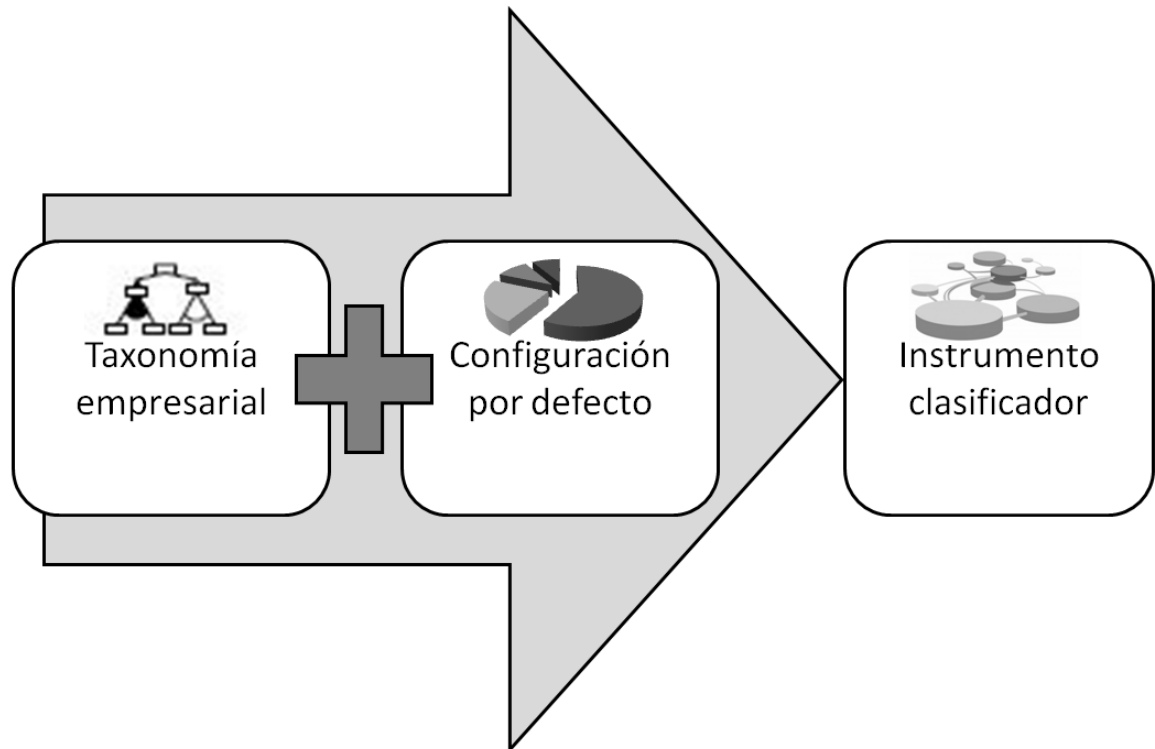 Taxonomía
empresarial
Configuración
por defecto
Instrumento
clasificador